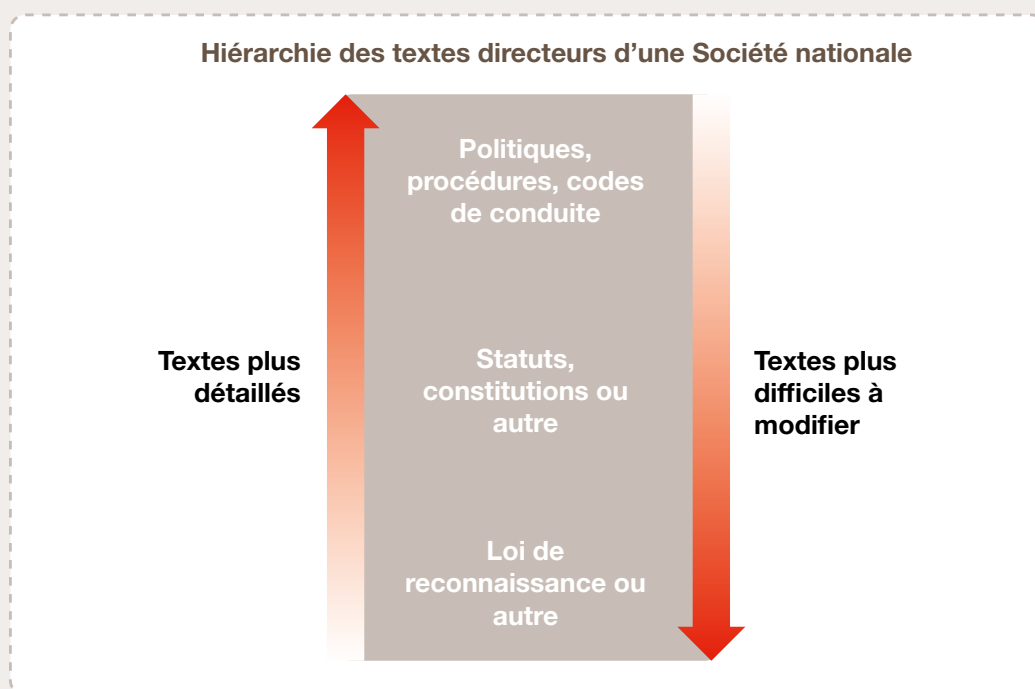 Hiérarchie des textes directeurs d’une Société nationale
Politiques,
procédures, codes
de conduite
Textes plus
détaillés
Statuts,
constitutions ou
autre
Textes plus
difficiles à
modifier
Loi de
reconnaissance ou
autre